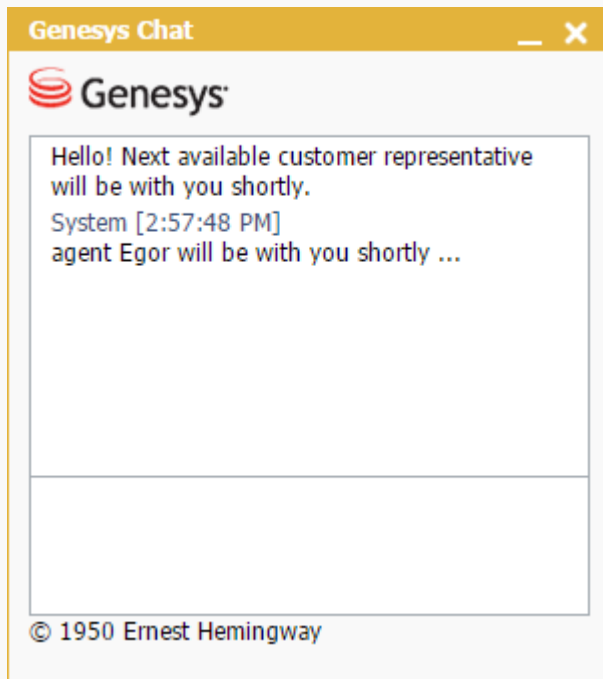 Genesys Chat
Genesys
Hello! Next available customer representative
will be with you shortly.
System [2:57:48 PM]
agent Egor will be with you shortly ...
© 1950 Ernest Hemingway